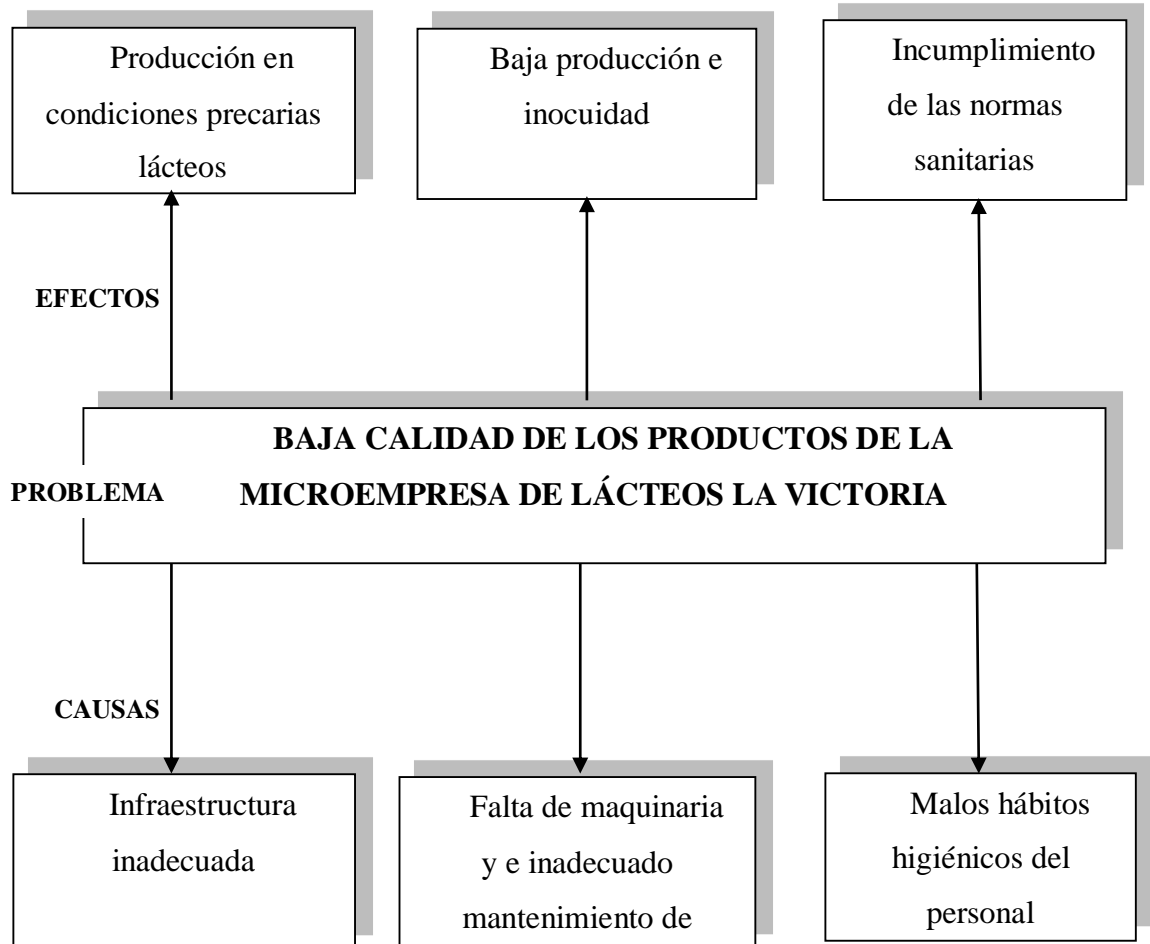 Producción en
condiciones precarias
lácteos
Baja producción e
inocuidad
Incumplimiento
de las normas
sanitarias
EFECTOS
BAJA CALIDAD DE LOS PRODUCTOS DE LA
PROBLEMA
MICROEMPRESA DE LÁCTEOS LA VICTORIA
CAUSAS
Infraestructura
inadecuada
Falta de maquinaria
y e inadecuado
mantenimiento de
Malos hábitos
higiénicos del
personal